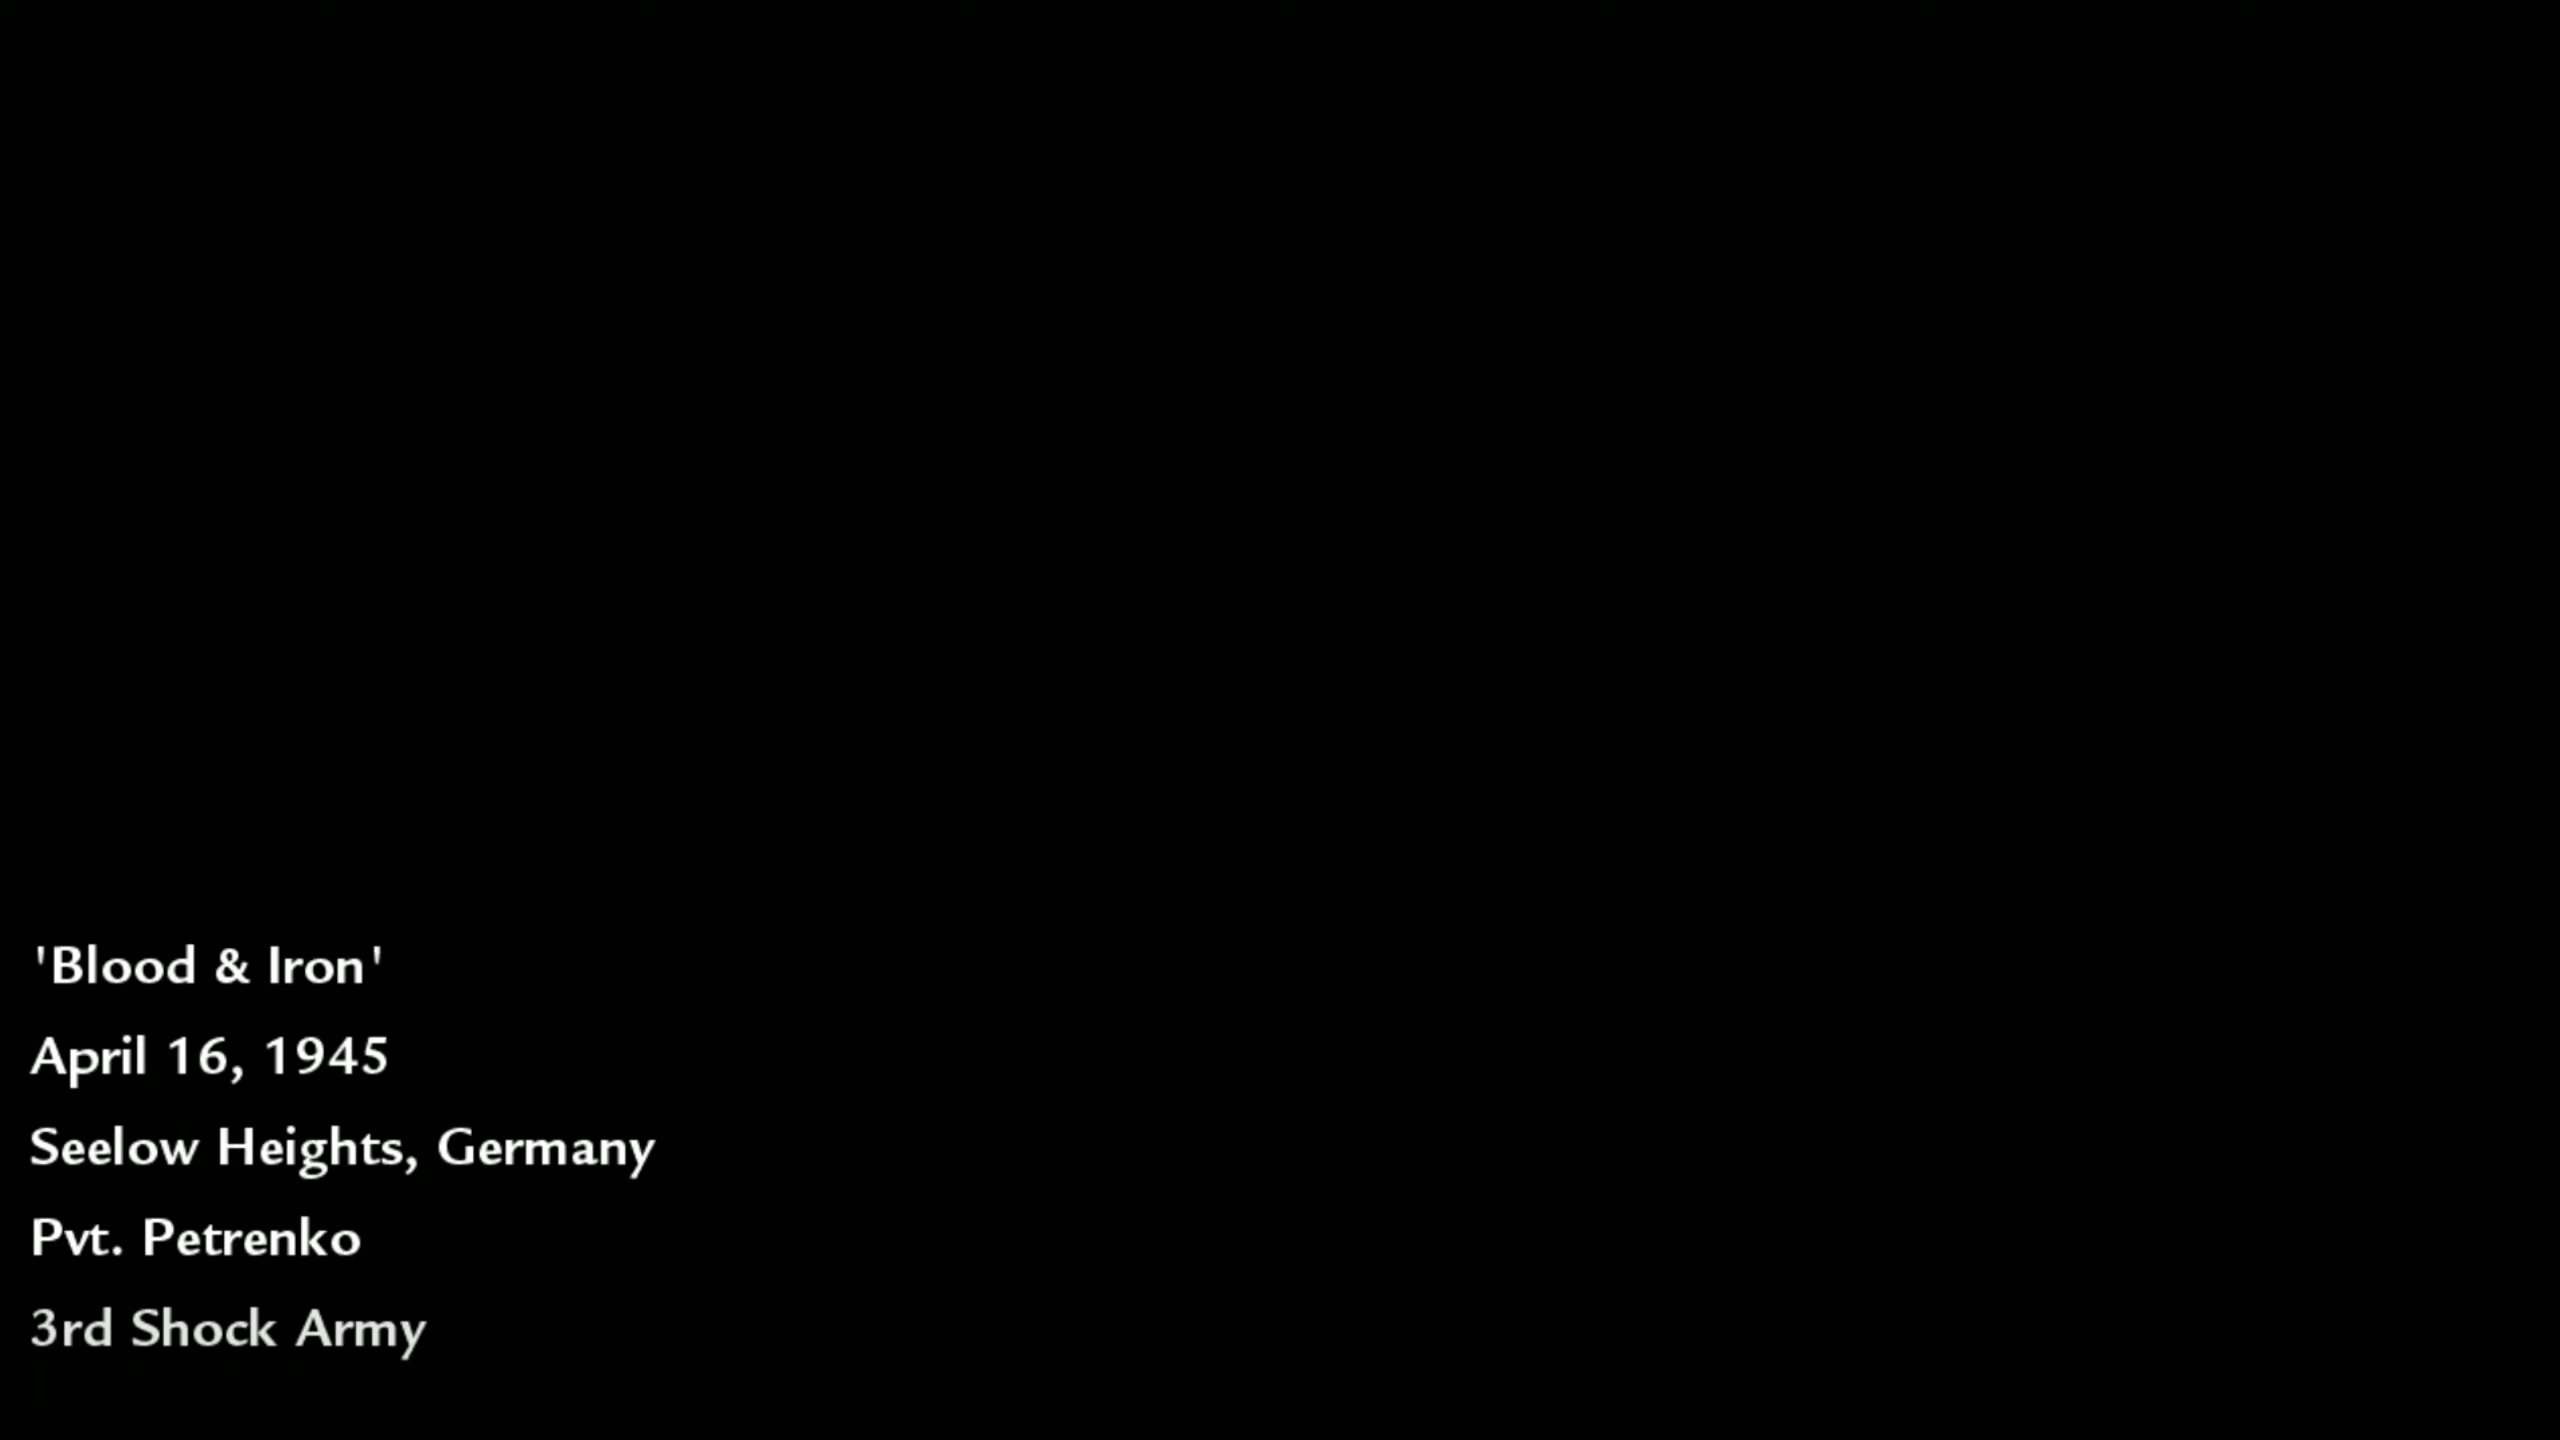 'Blood & Iron'
April 16, 1945
Seelow Heights, Germany
Pvt. Petrenko
3rd Shock Army